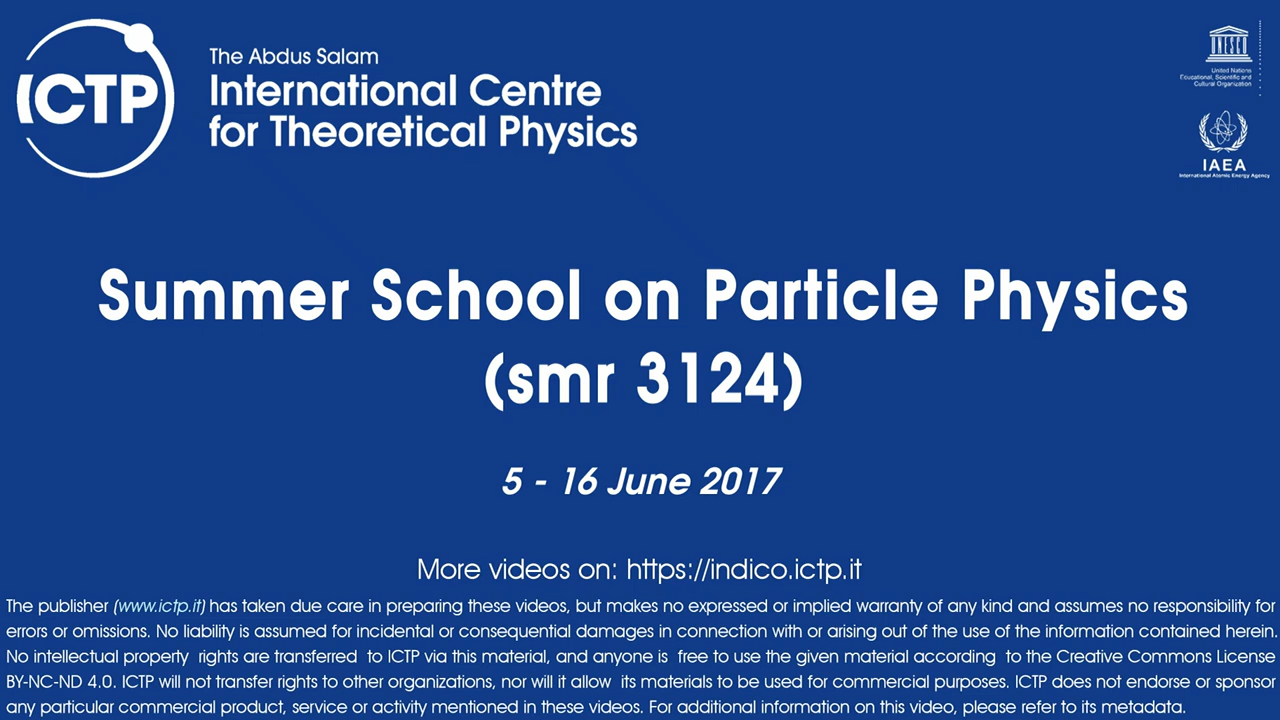 ICTP
The Abdus Salam
International Centre
for Theoretical Physics
UNESCO
United Nations
Educational, Scientific and
Cultural Organization
IAEA
International Atomic Energy Agency
Summer School on Particle Physics
(smr 3124)
5 - 16 June 2017
More videos on: https://indico.ictp.it
The publisher (www.ictp.it) has taken due care in preparing these videos, but makes no expressed or implied warranty of any kind and assumes no responsibility for
errors or omissions. No liability is assumed for incidental or consequential damages in connection with or arising out of the use of the information contained herein.
No intellectual property rights are transferred to ICTP via this material, and anyone is free to use the given material according to the Creative Commons License
BY-NC-ND 4.0. ICTP will not transfer rights to other organizations, nor will it allow its materials to be used for commercial purposes. ICTP does not endorse or sponsor
any particular commercial product, service or activity mentioned in these videos. For additional information on this video, please refer to its metadata.